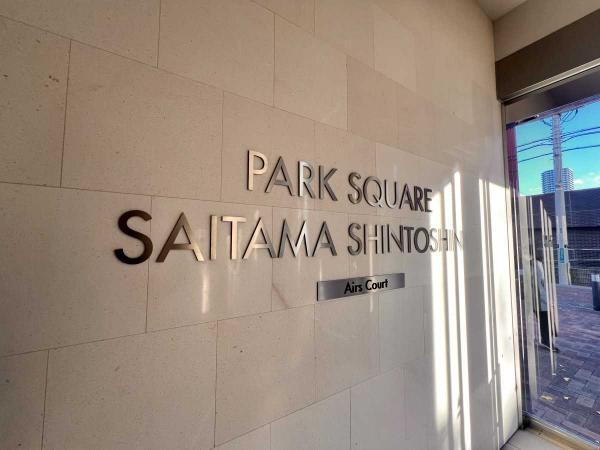 PARK SQUARE
SAITAMA SHINTOSHIN
Airs Court